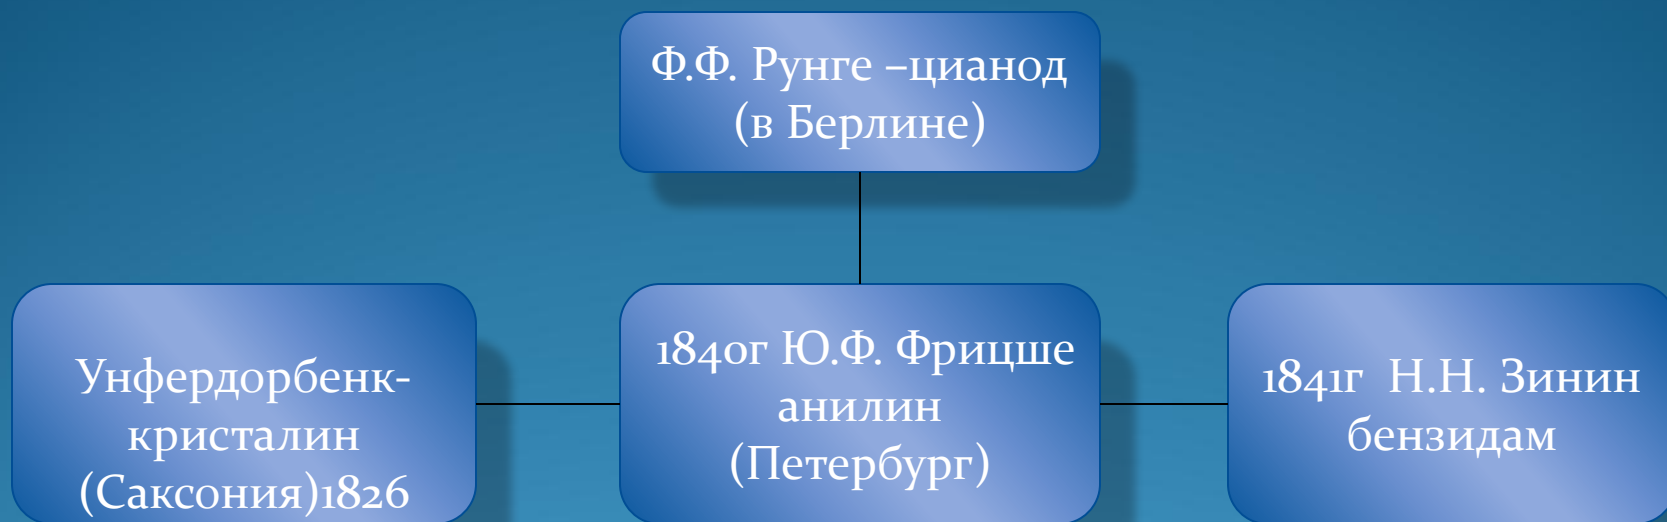 Ф.Ф. Рунге –цианод
(в Берлине)
Унфердорбенк-
кристалин
(Саксония)1826
1840г Ю.Ф. Фрицше
анилин
(Петербург)
1841г Н.Н. Зинин
бензидам